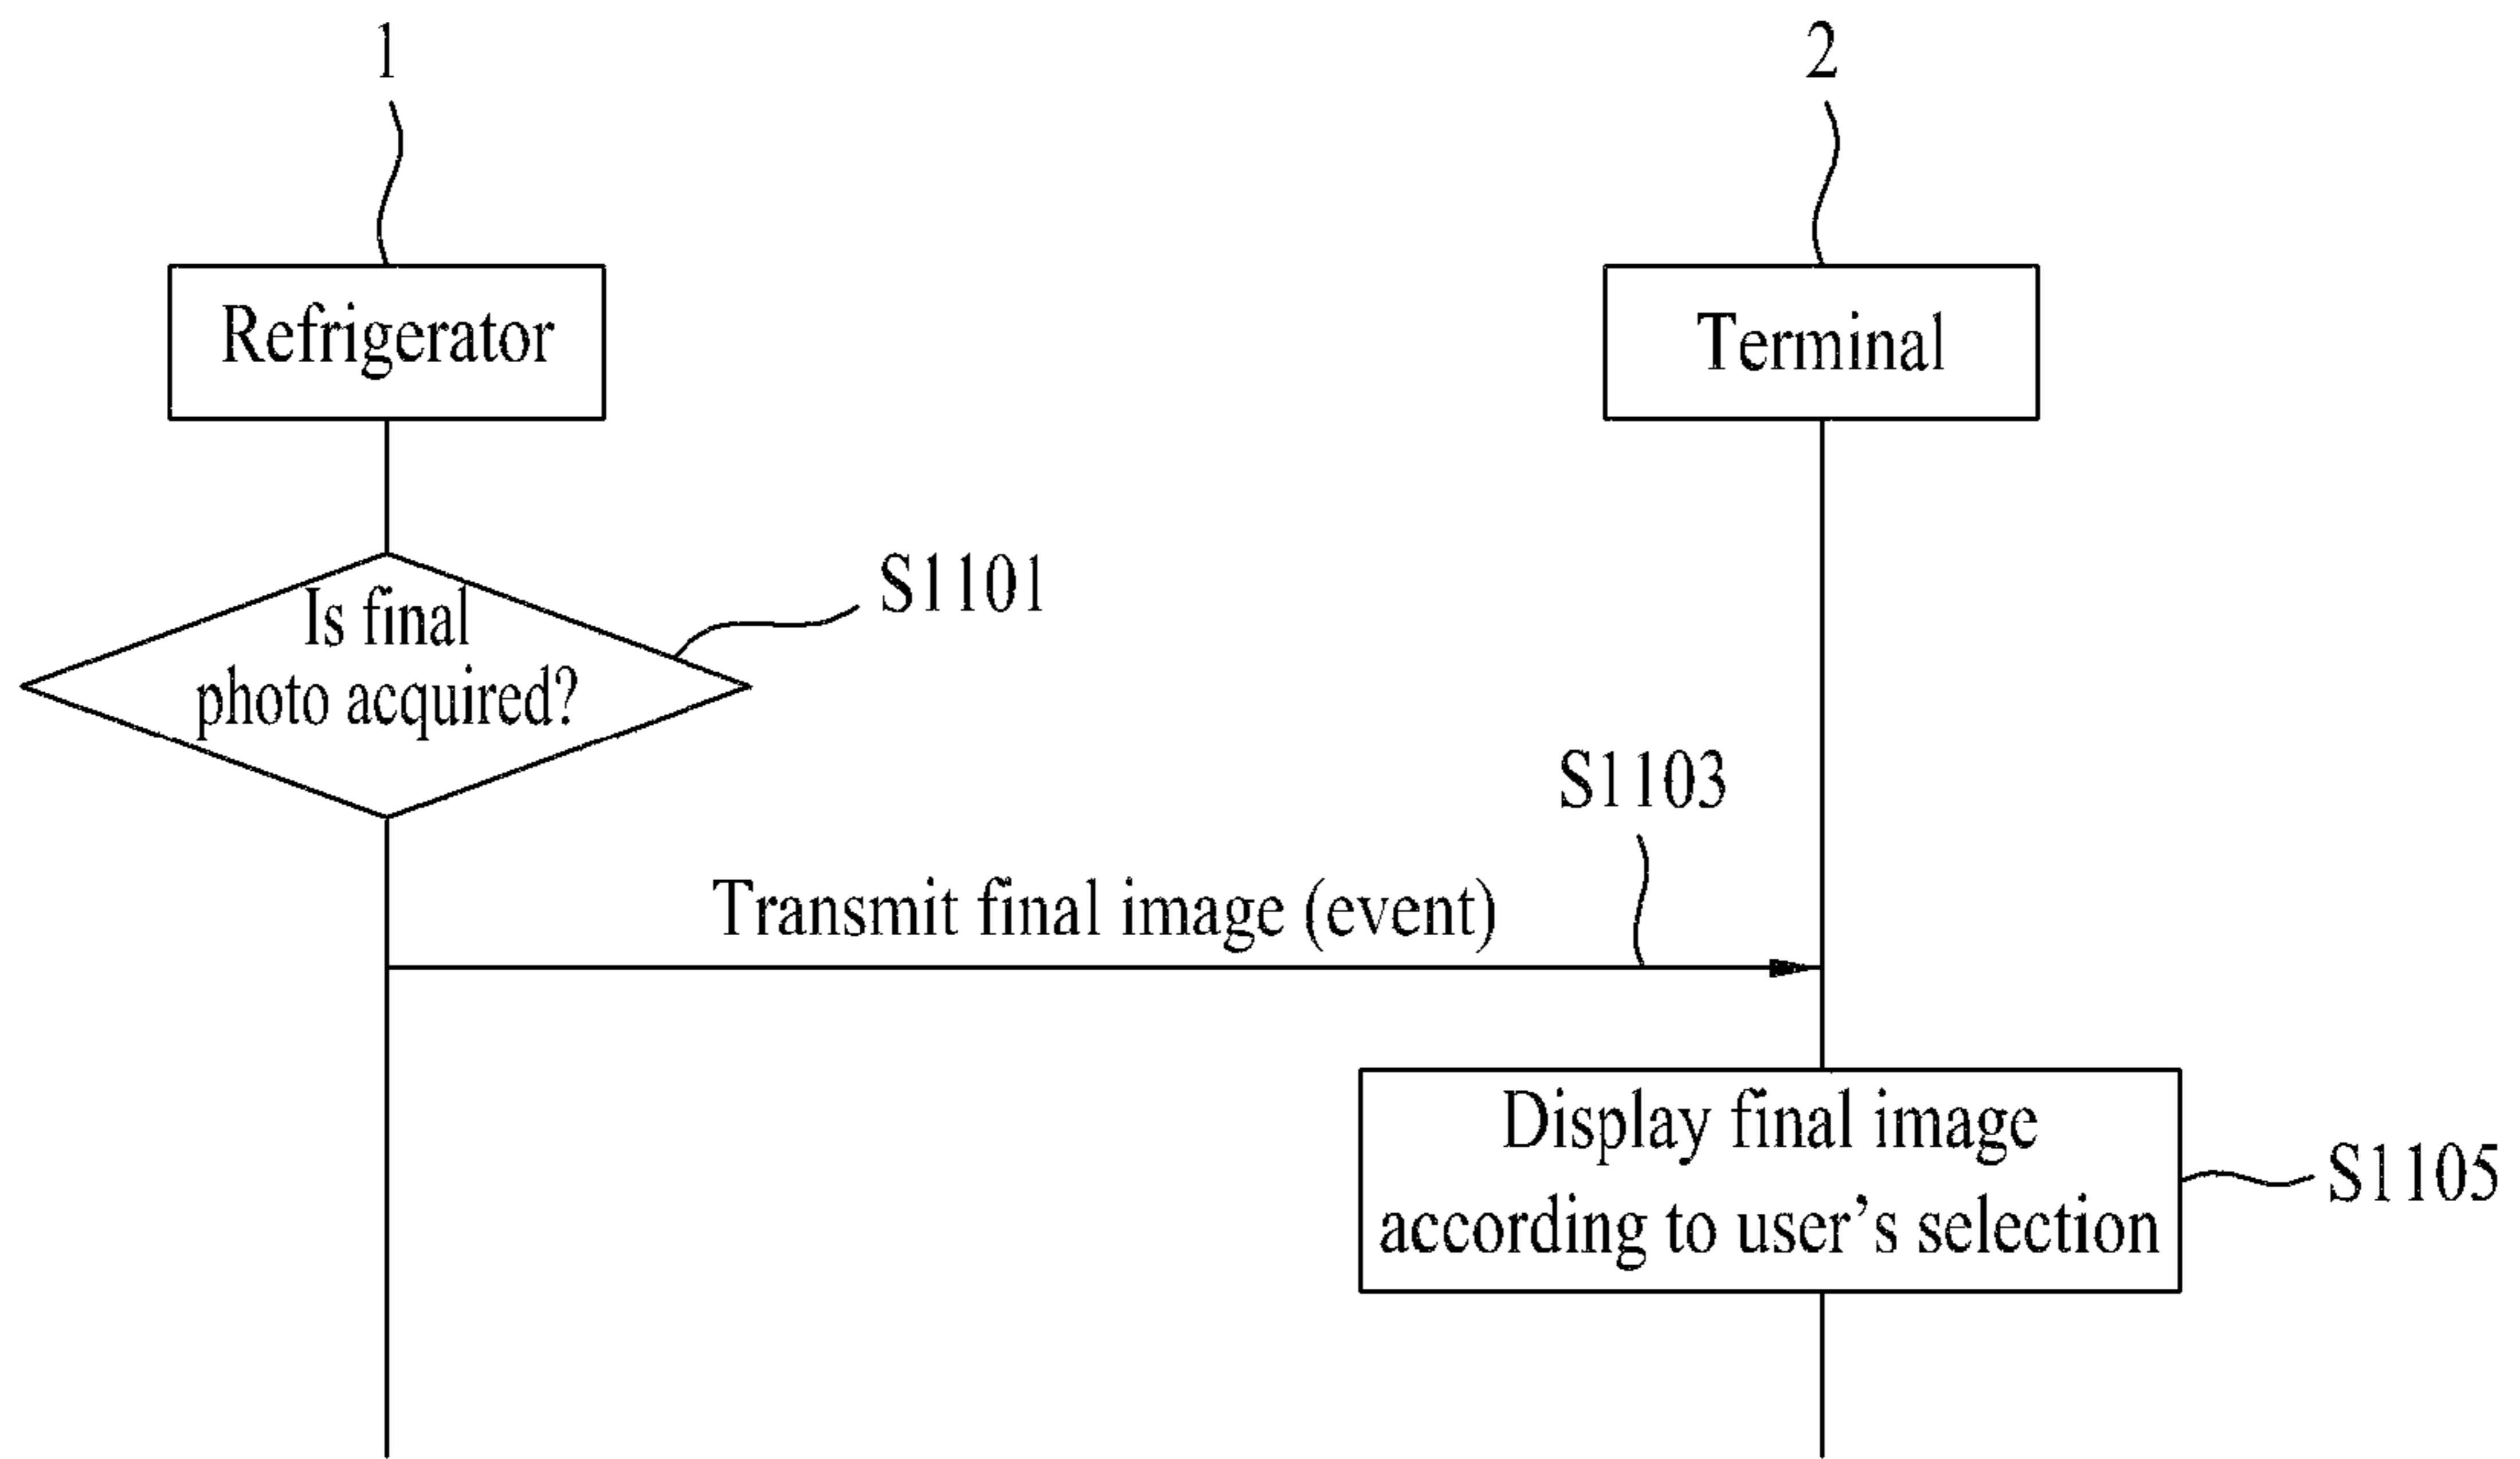 1
2
Refrigerator
Terminal
Is final
photo acquired?
S1101
S1103
Transmit final image (event)
Display final image
according to user's selection
S1105